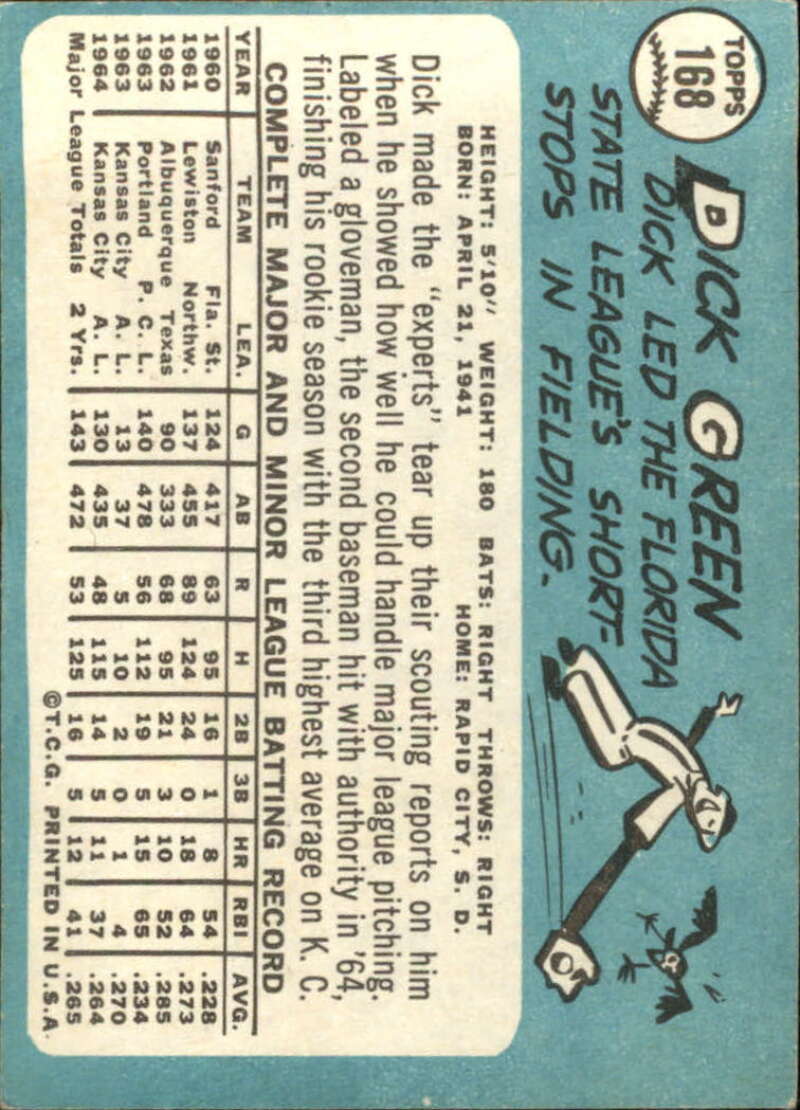 TOPPS
168
DICK GREEN
DICK LED THE FLORIDA
STATE LEAGUE'S SHORT-
STOPS IN FIELDING.
HEIGHT: 5'10" WEIGHT: 180 BATS: RIGHT THROWS: RIGHT
BORN: APRIL 21, 1941 HOME: RAPID CITY, S. D.
Dick made the "experts" tear up their scouting reports on him
when he showed how well he could handle major league pitching.
Labeled a gloveman, the second baseman hit with authority in '64,
finishing his rookie season with the third highest average on K. C.
COMPLETE MAJOR AND MINOR LEAGUE BATTING RECORD
YEAR TEAM LEA. G AB R H 2B 3B HR RBI AVG.
1960 Sanford Fla. St. 124 417 63 95 16 1 8 54 .228
1961 Lewiston Northw. 137 455 89 124 24 0 18 64 .273
1962 Albuquerque Texas 90 333 68 95 21 3 10 52 .285
1963 Portland P. C. L. 140 478 56 112 19 5 15 65 .234
1963 Kansas City A. L. 13 37 5 10 2 0 1 4 .270
1964 Kansas City A. L. 130 435 48 115 14 5 11 37 .264
Major League Totals 2 Yrs. 143 472 53 125 16 5 12 41 .265
©T.C.G. PRINTED IN U.S.A.